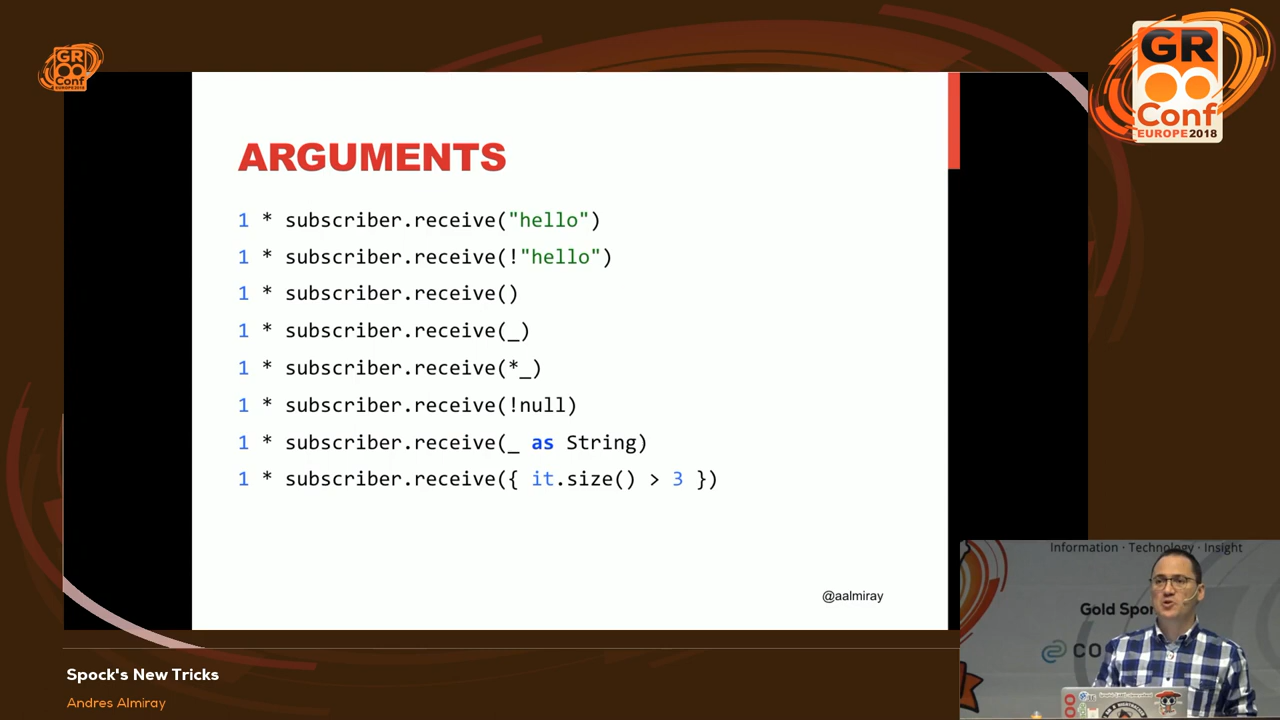 GR
Conf
EUROPE 2018
GR
Conf
EUROPE 2018
ARGUMENTS
1 * subscriber.receive("hello")
1 * subscriber.receive(!"hello")
1 * subscriber.receive()
1 * subscriber.receive(_)
1 * subscriber.receive(*_)
1 * subscriber.receive(!null)
1 * subscriber.receive(_ as String)
1 * subscriber.receive({ it.size() > 3 })
@aalmiray
Information · Technology · Insight
Gold Spo
CO
Spock's New Tricks
Andres Almiray